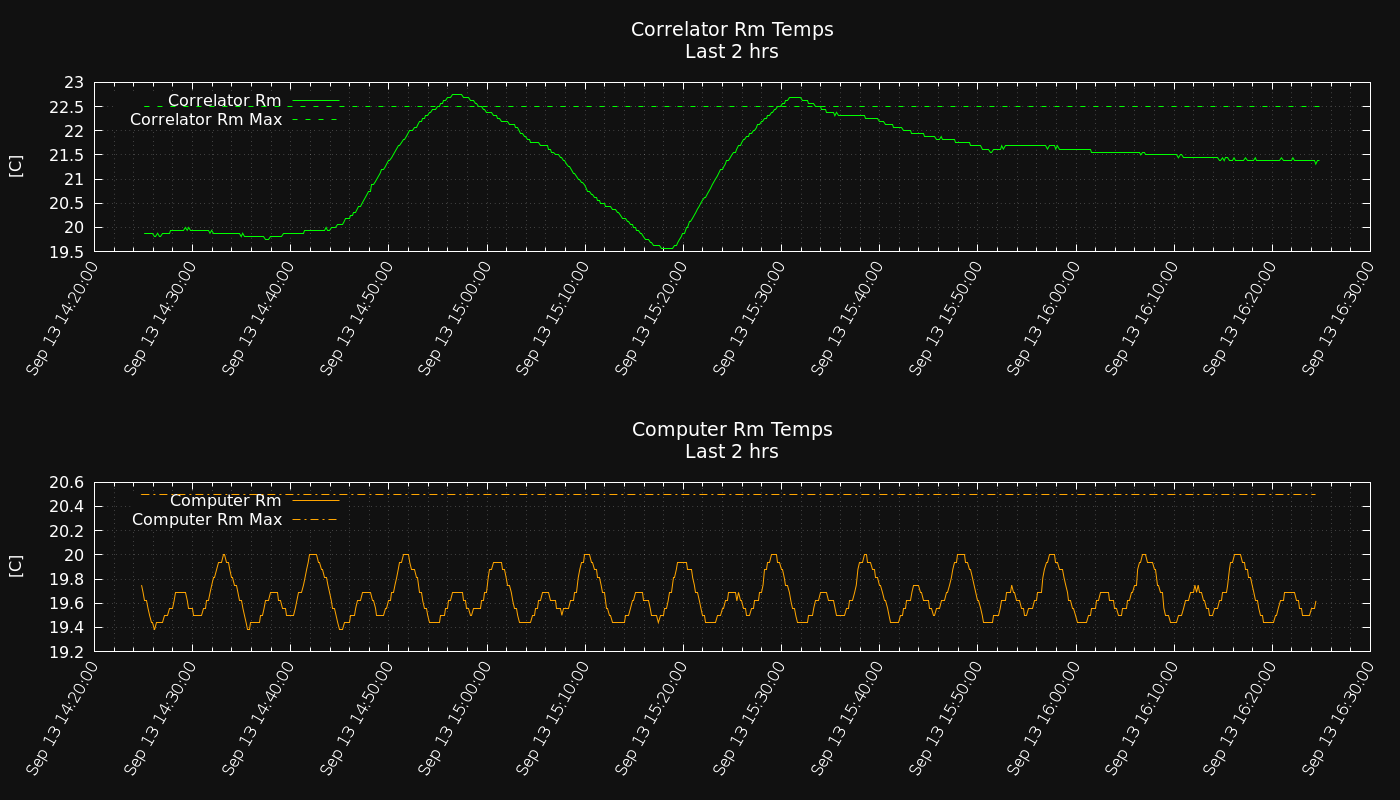 Correlator Rm Temps
Last 2 hrs
[C]
23
22.5
22
21.5
21
20.5
20
19.5
Correlator Rm
Correlator Rm Max
Sep 13 14:20:00
Sep 13 14:30:00
Sep 13 14:40:00
Sep 13 14:50:00
Sep 13 15:00:00
Sep 13 15:10:00
Sep 13 15:20:00
Sep 13 15:30:00
Sep 13 15:40:00
Sep 13 15:50:00
Sep 13 16:00:00
Sep 13 16:10:00
Sep 13 16:20:00
Sep 13 16:30:00
Computer Rm Temps
Last 2 hrs
[C]
20.6
20.4
20.2
20
19.8
19.6
19.4
19.2
Computer Rm
Computer Rm Max
Sep 13 14:20:00
Sep 13 14:30:00
Sep 13 14:40:00
Sep 13 14:50:00
Sep 13 15:00:00
Sep 13 15:10:00
Sep 13 15:20:00
Sep 13 15:30:00
Sep 13 15:40:00
Sep 13 15:50:00
Sep 13 16:00:00
Sep 13 16:10:00
Sep 13 16:20:00
Sep 13 16:30:00